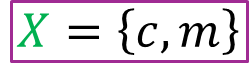 X = {c, m}